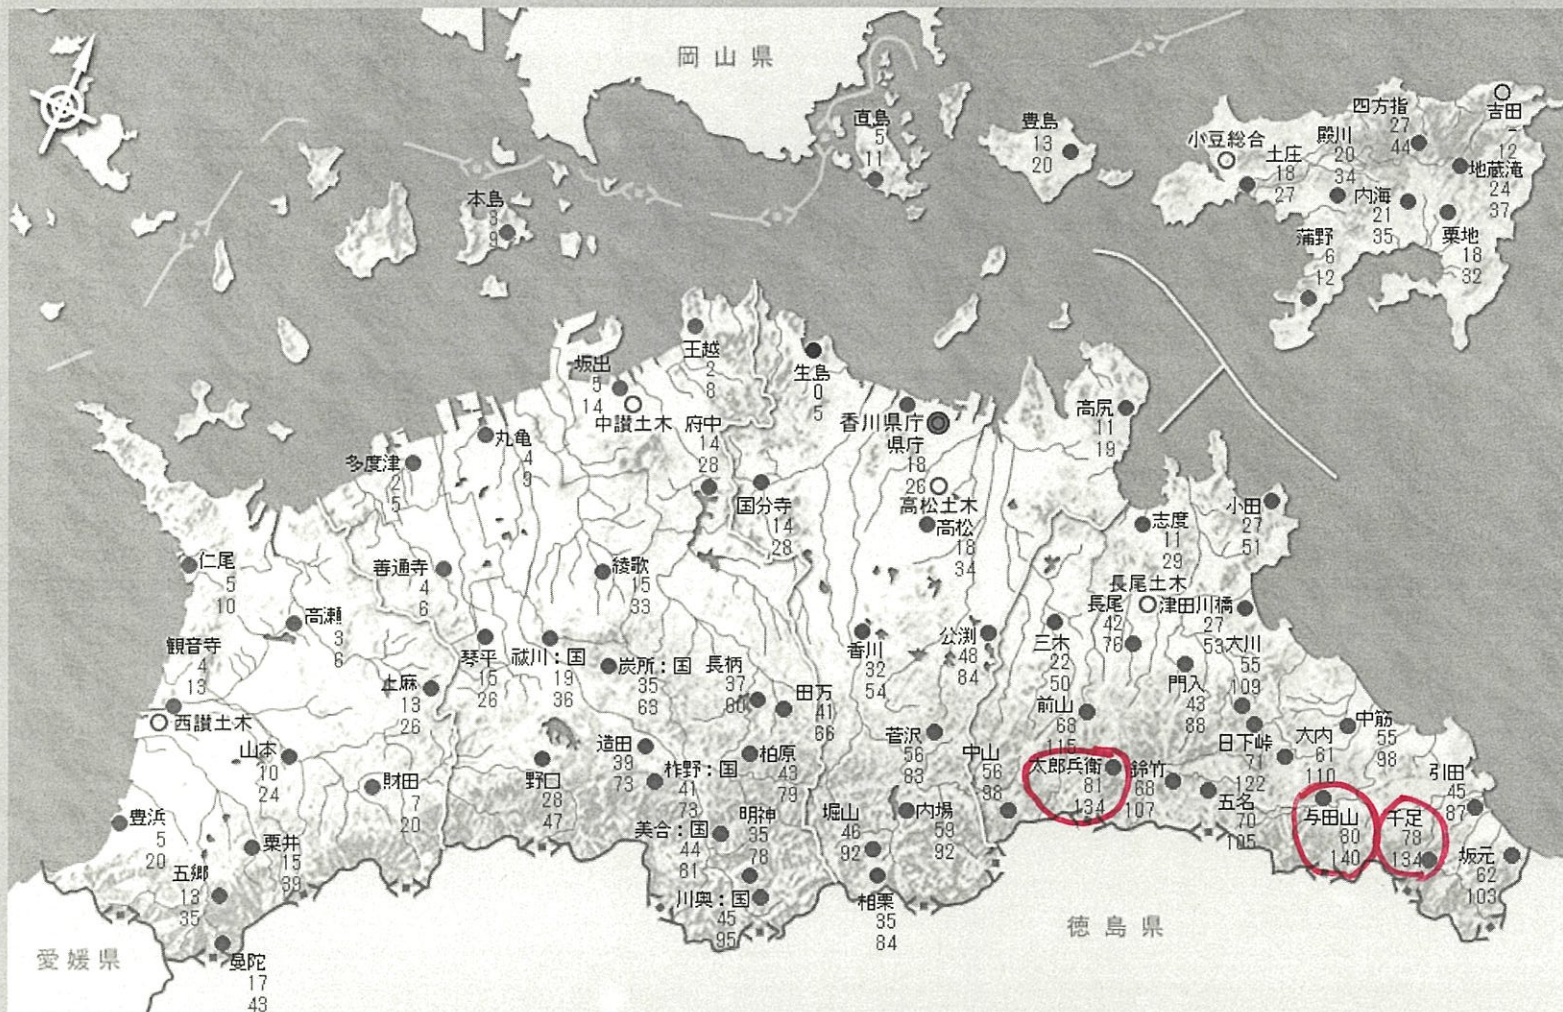 岡山県
直島
5
11
豊島
13
20
小豆総合
土庄
18
27
殿川
20
34
四方指
27
44
吉田
-
12
地蔵滝
24
37
内海
21
35
粟地
18
32
蒲野
6
12
本島
3
9
坂出
5
14
中讃土木
王越
2
8
生島
0
5
府中
14
28
香川県庁
県庁
18
26
高松土木
高松
18
34
高尻
11
19
丸亀
4
9
多度津
2
5
国分寺
14
28
志度
11
29
小田
27
51
仁尾
5
10
善通寺
4
6
綾歌
15
33
長尾土木
長尾
42
76
津田川橋
27
53
大川
55
109
高瀬
3
6
観音寺
4
13
西讃土木
琴平
15
26
祓川：国
19
36
炭所：国
35
63
長柄
37
80
田万
41
66
香川
32
54
公渕
48
84
三木
22
50
前山
68
115
門入
43
88
上麻
13
26
山本
10
24
財田
7
20
野口
28
47
造田
39
73
柞野：国
41
73
柏原
43
79
菅沢
56
83
中山
56
98
太郎兵衛
81
134
鈴竹
68
107
日下峠
71
122
五名
70
105
大内
61
110
中筋
55
98
引田
45
87
与田山
80
140
千足
78
134
坂元
62
103
豊浜
5
20
粟井
15
39
五郷
13
35
曼陀
17
43
美合：国
44
81
明神
35
78
川奥：国
45
95
堀山
46
92
内場
59
92
相栗
35
84
愛媛県
徳島県